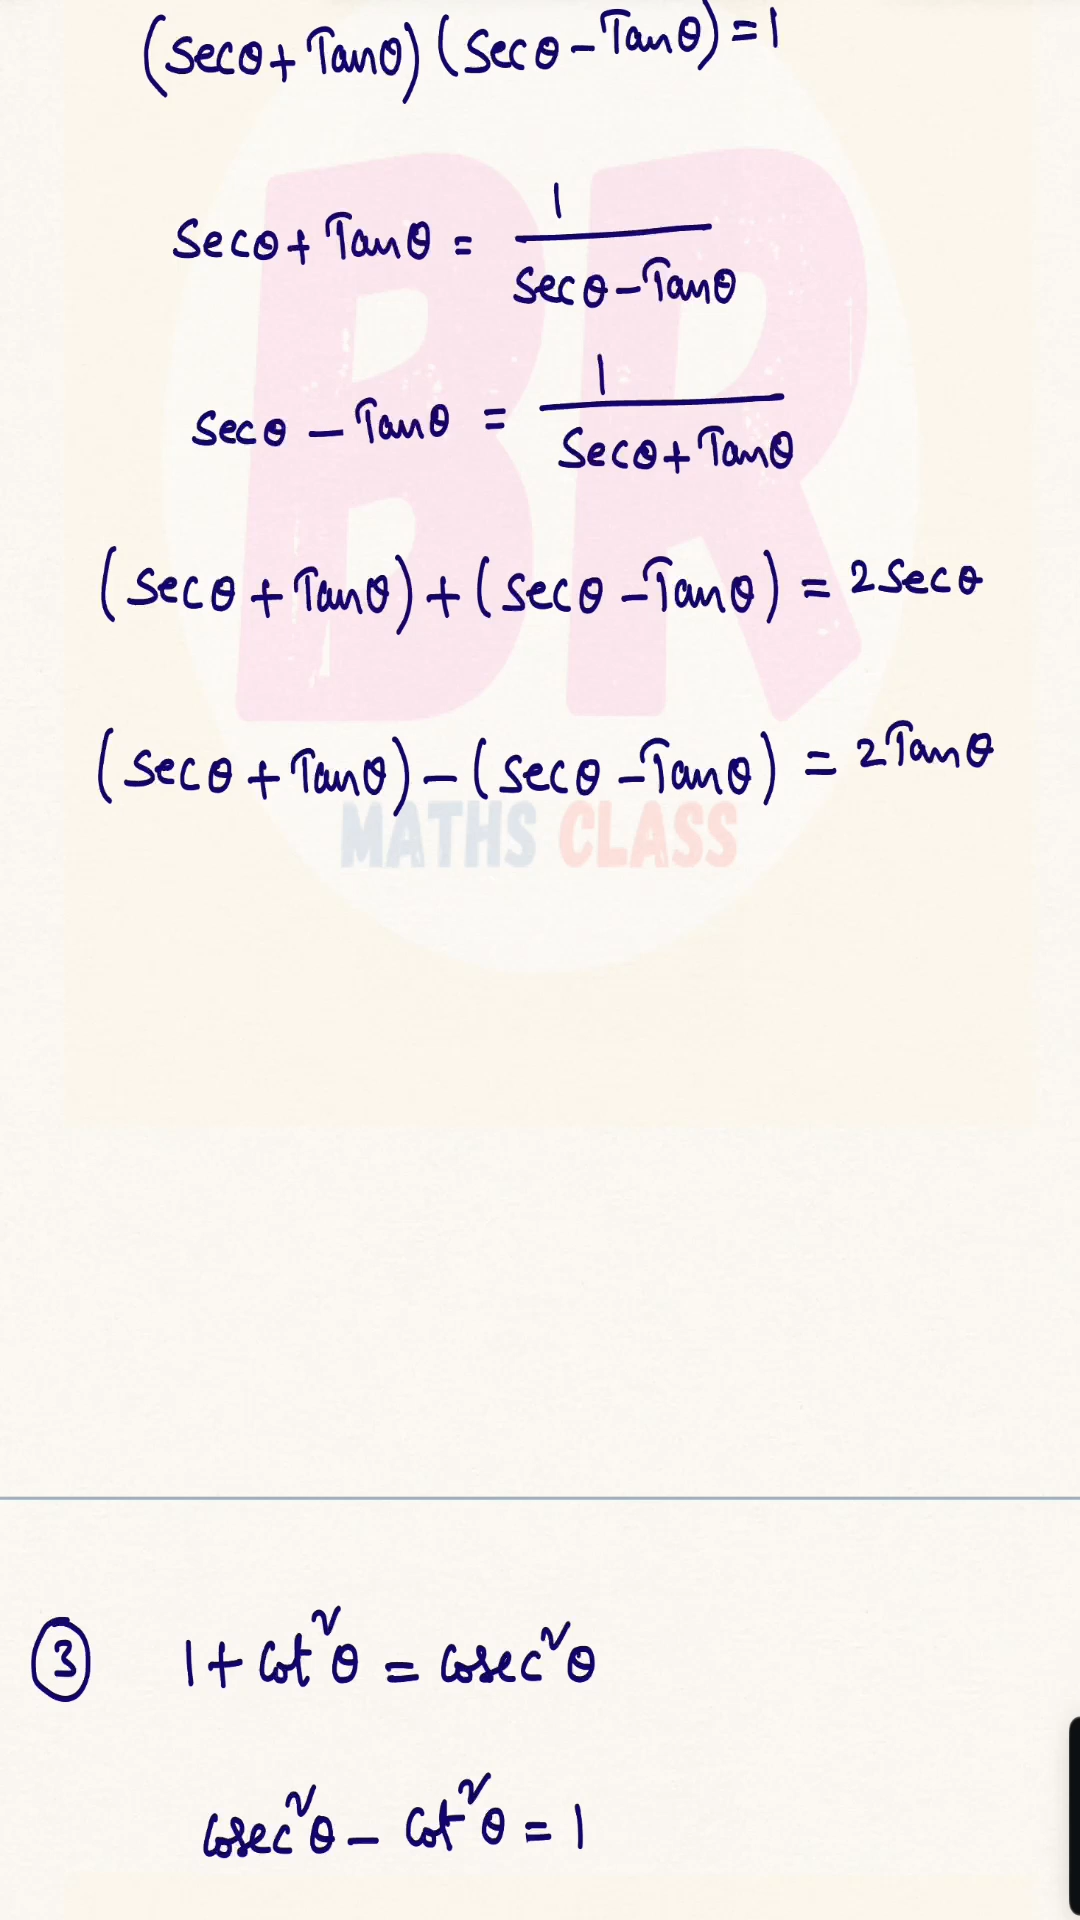 (Secθ+Tanθ)(Secθ-Tanθ)=1
Secθ+Tanθ = 1/(Secθ-Tanθ)
Secθ-Tanθ = 1/(Secθ+Tanθ)
(Secθ+Tanθ)+(Secθ-Tanθ) = 2Secθ
(Secθ+Tanθ)-(Secθ-Tanθ) = 2Tanθ
BR
MATHS CLASS
③ 1+Cot²θ = Cosec²θ
Cosec²θ - Cot²θ = 1